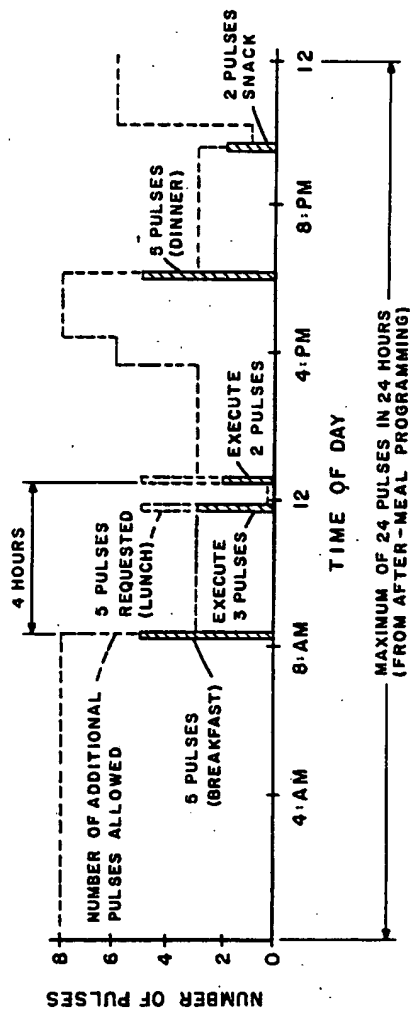 NUMBER OF PULSES
8
6
4
2
0
NUMBER OF ADDITIONAL
PULSES ALLOWED
5 PULSES
(BREAKFAST)
4 HOURS
5 PULSES
REQUESTED
(LUNCH)
EXECUTE
3 PULSES
EXECUTE
2 PULSES
5 PULSES
(DINNER)
2 PULSES
SNACK
4:AM
8:AM
12
4:PM
8:PM
12
TIME OF DAY
MAXIMUM OF 24 PULSES IN 24 HOURS
(FROM AFTER-MEAL PROGRAMMING)